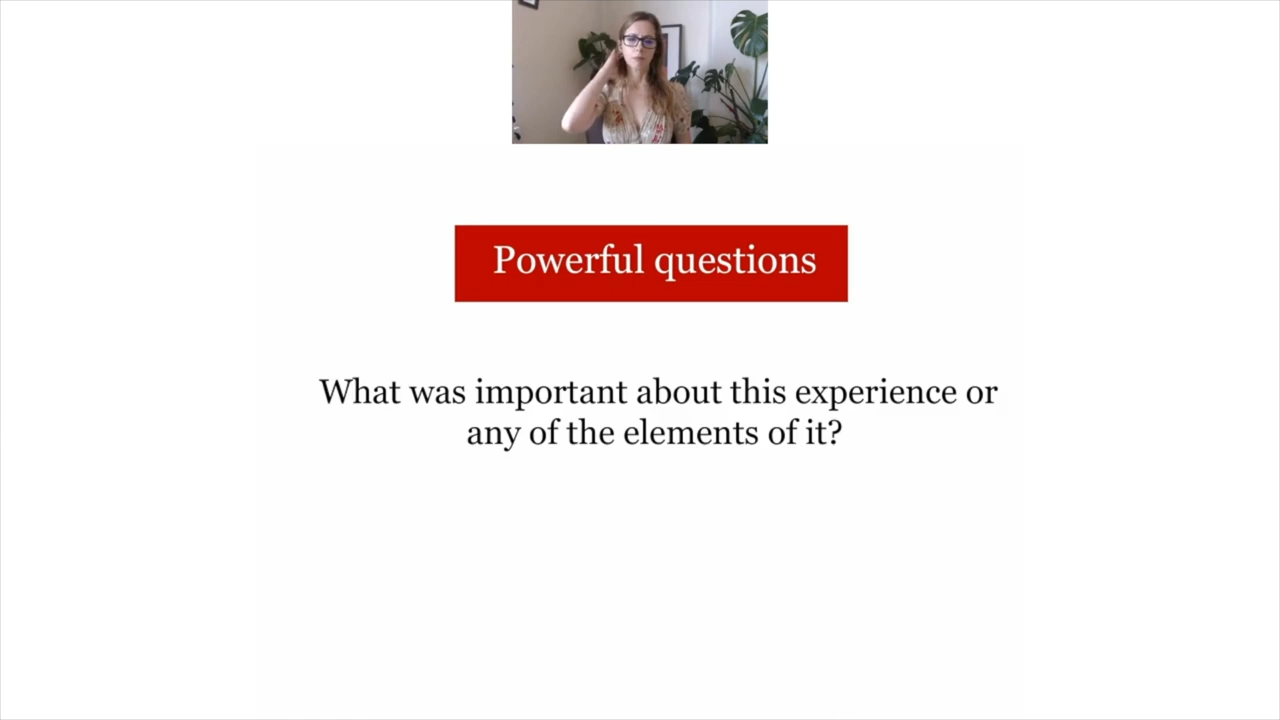 Powerful questions
What was important about this experience or
any of the elements of it?